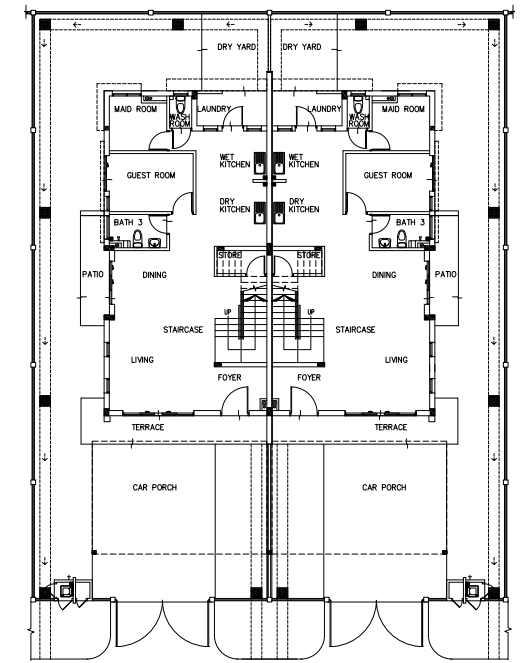 DRY YARD DRY YARD
LAUNDRY LAUNDRY
MAID ROOM MAID ROOM
WASH ROOM WASH ROOM
WET KITCHEN WET KITCHEN
GUEST ROOM GUEST ROOM
DRY KITCHEN DRY KITCHEN
BATH 3 BATH 3
STORE STORE
PATIO DINING DINING PATIO
UP UP
STAIRCASE STAIRCASE
LIVING LIVING
FOYER FOYER
TERRACE TERRACE
CAR PORCH CAR PORCH